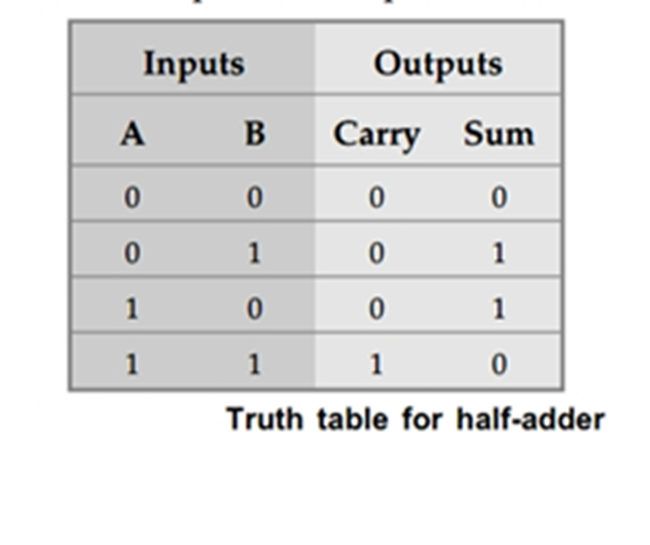 Inputs Outputs
A B Carry Sum
0 0 0 0
0 1 0 1
1 0 0 1
1 1 1 0
Truth table for half-adder